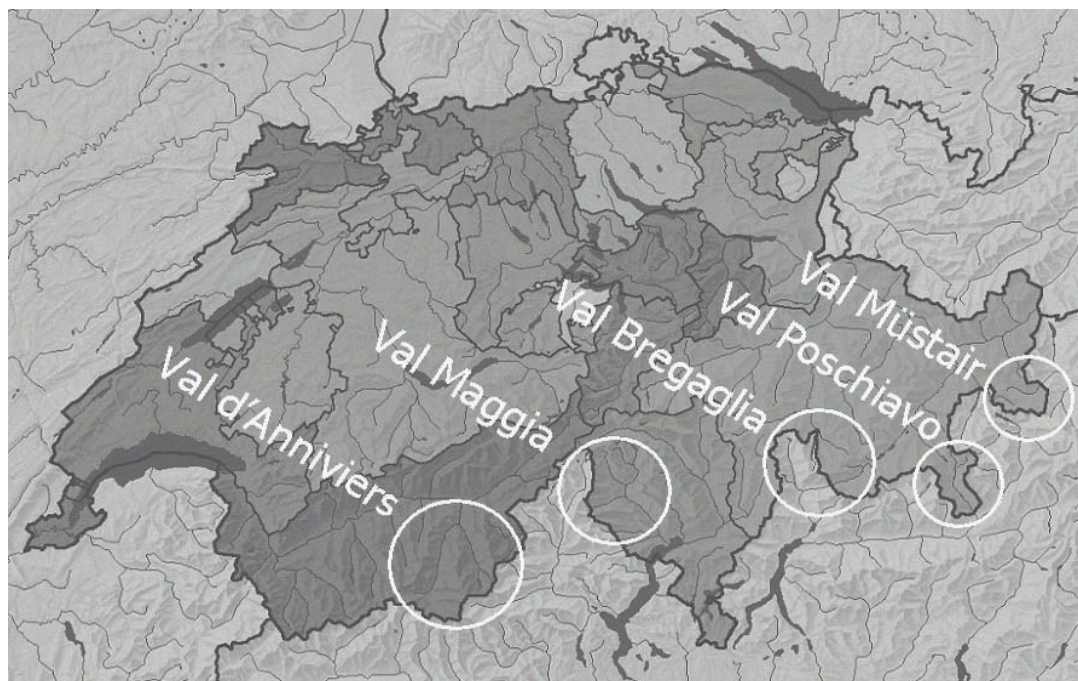 Val d'Anniviers
Val Maggia
Val Bregaglia
Val Poschiavo
Val Müstair